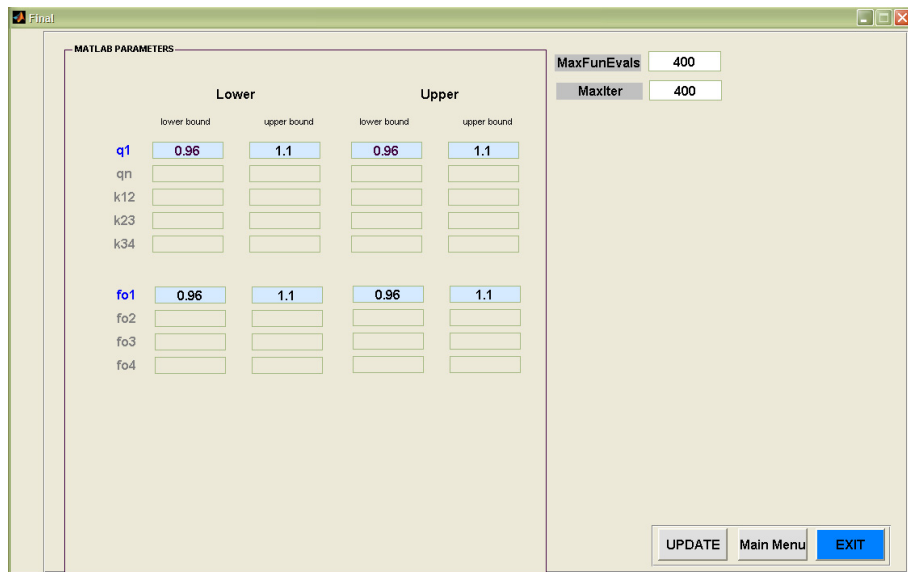 Final
MATLAB PARAMETERS
MaxFunEvals 400
MaxIter 400
Lower Upper
lower bound upper bound lower bound upper bound
q1 0.96 1.1 0.96 1.1
qn
k12
k23
k34
fo1 0.96 1.1 0.96 1.1
fo2
fo3
fo4
UPDATE Main Menu EXIT